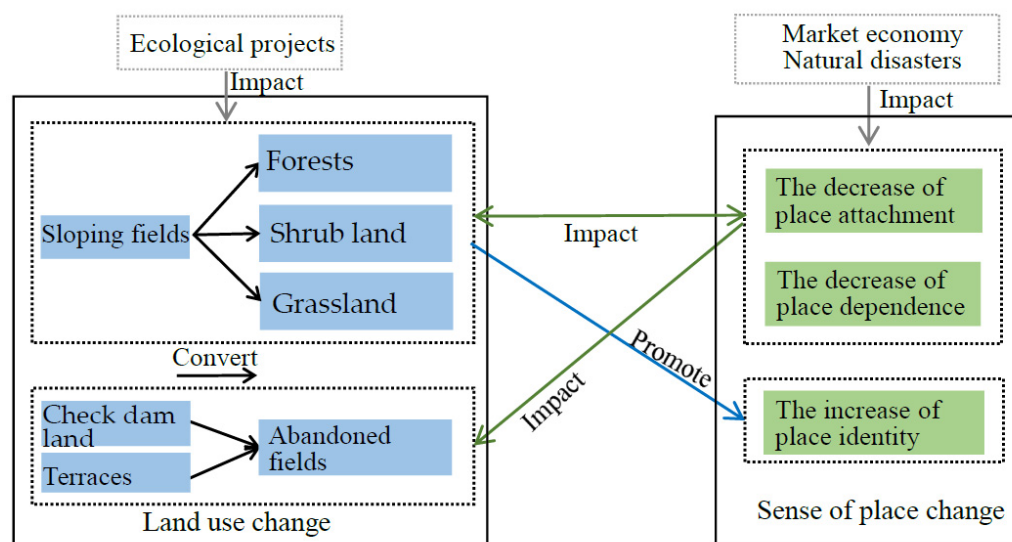 Ecological projects
Impact
Forests
Sloping fields
Shrub land
Grassland
Convert
Check dam
land
Terraces
Abandoned
fields
Land use change
Impact
Promote
Impact
Market economy
Natural disasters
Impact
The decrease of
place attachment
The decrease of
place dependence
The increase of
place identity
Sense of place change